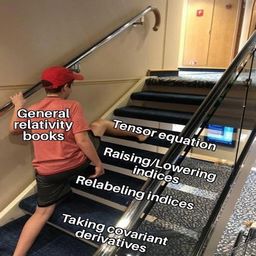 General
relativity
books
Tensor equation
Raising/Lowering
indices
Relabeling indices
Taking covariant
derivatives